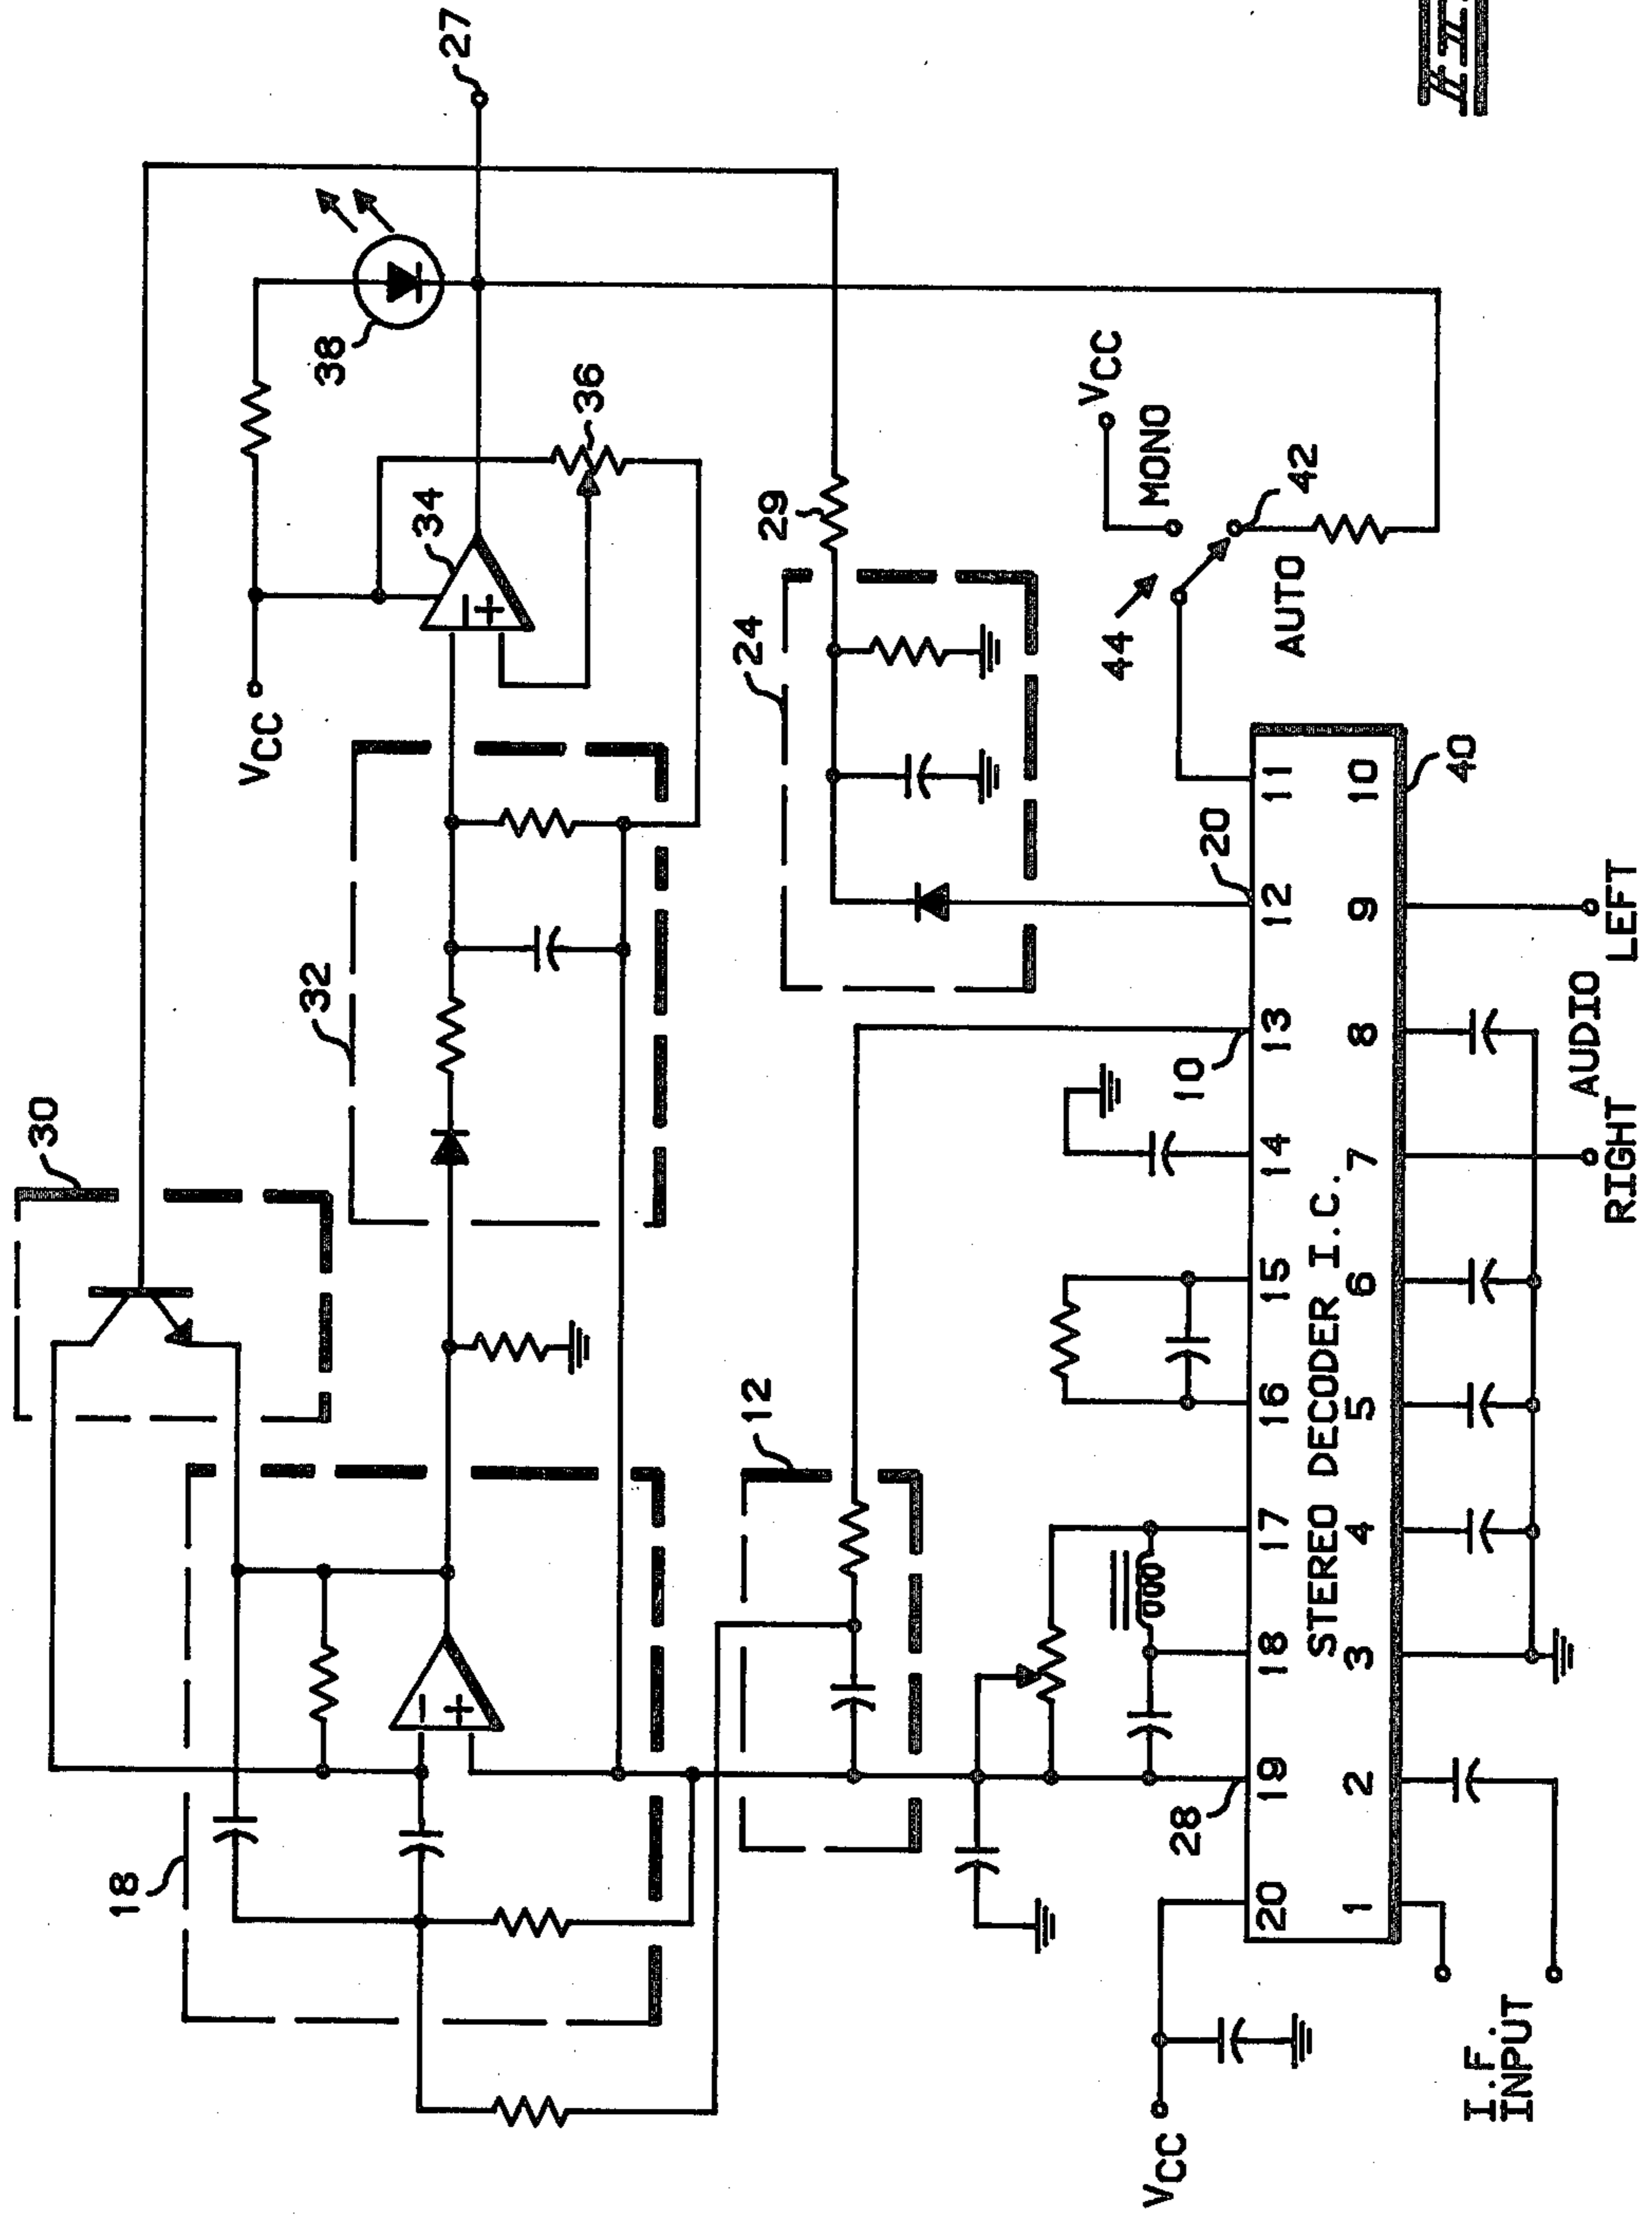 30
18
32
VCC
38
34
36
27
12
24
29
10
20
28
44
MONO
VCC
AUTO
42
20 19 18 17 16 15 14 13 12 11
STEREO DECODER I.C.
1 2 3 4 5 6 7 8 9 10
40
VCC
I.F.
INPUT
RIGHT AUDIO LEFT